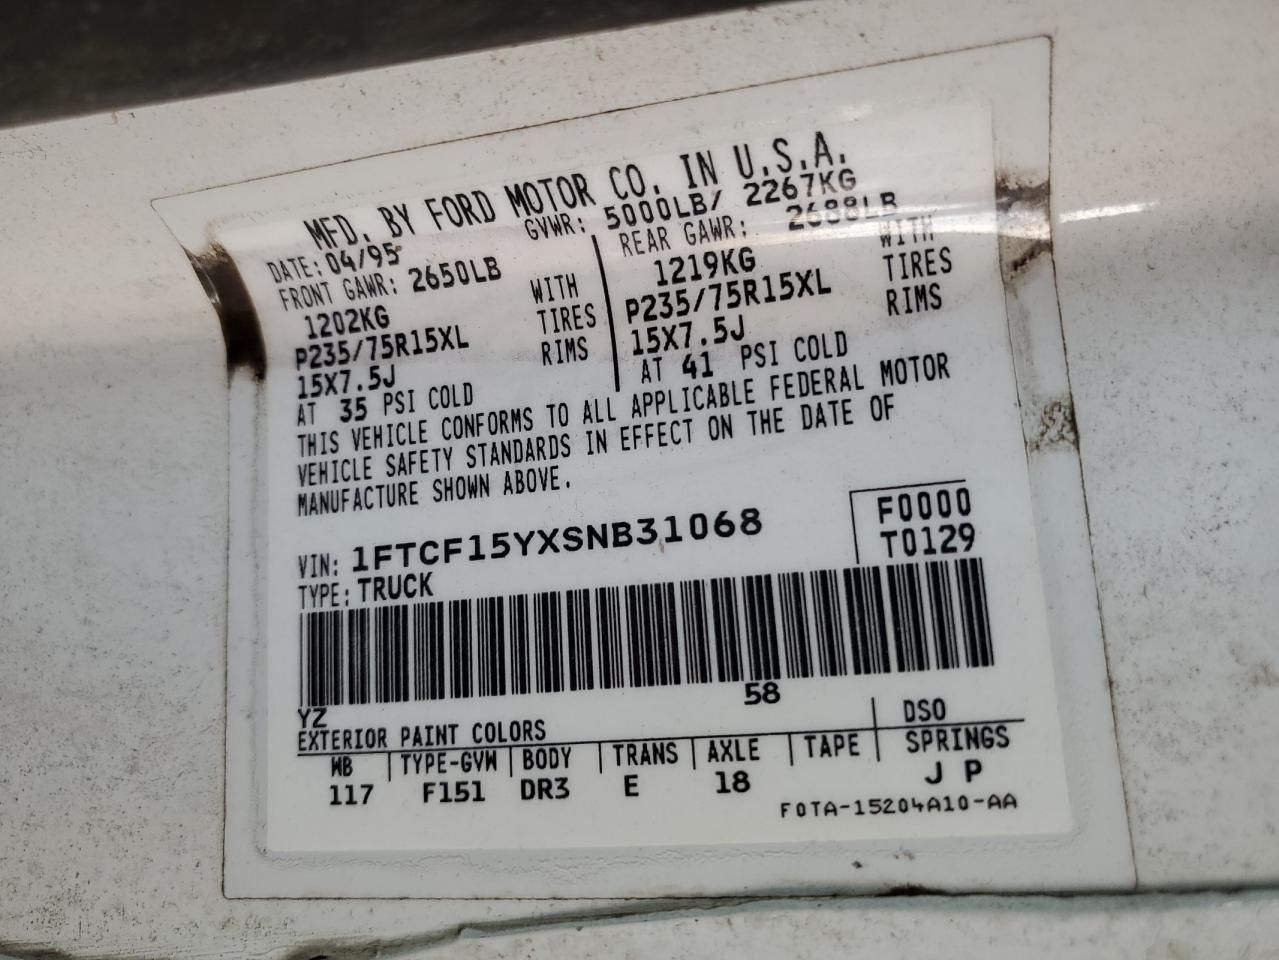 MFD. BY FORD MOTOR CO. IN U.S.A.
DATE: 04/95 GVWR: 5000LB/ 2267KG
FRONT GAWR: 2650LB REAR GAWR: 2688LB
1202KG WITH 1219KG WITH
P235/75R15XL TIRES P235/75R15XL TIRES
15X7.5J RIMS 15X7.5J RIMS
AT 35 PSI COLD AT 41 PSI COLD
THIS VEHICLE CONFORMS TO ALL APPLICABLE FEDERAL MOTOR
VEHICLE SAFETY STANDARDS IN EFFECT ON THE DATE OF
MANUFACTURE SHOWN ABOVE.
VIN: 1FTCF15YXSNB31068 F0000
TYPE: TRUCK T0129
YZ 58
EXTERIOR PAINT COLORS DSO
WB TYPE-GVW BODY TRANS AXLE TAPE SPRINGS
117 F151 DR3 E 18 J P
F0TA-15204A10-AA